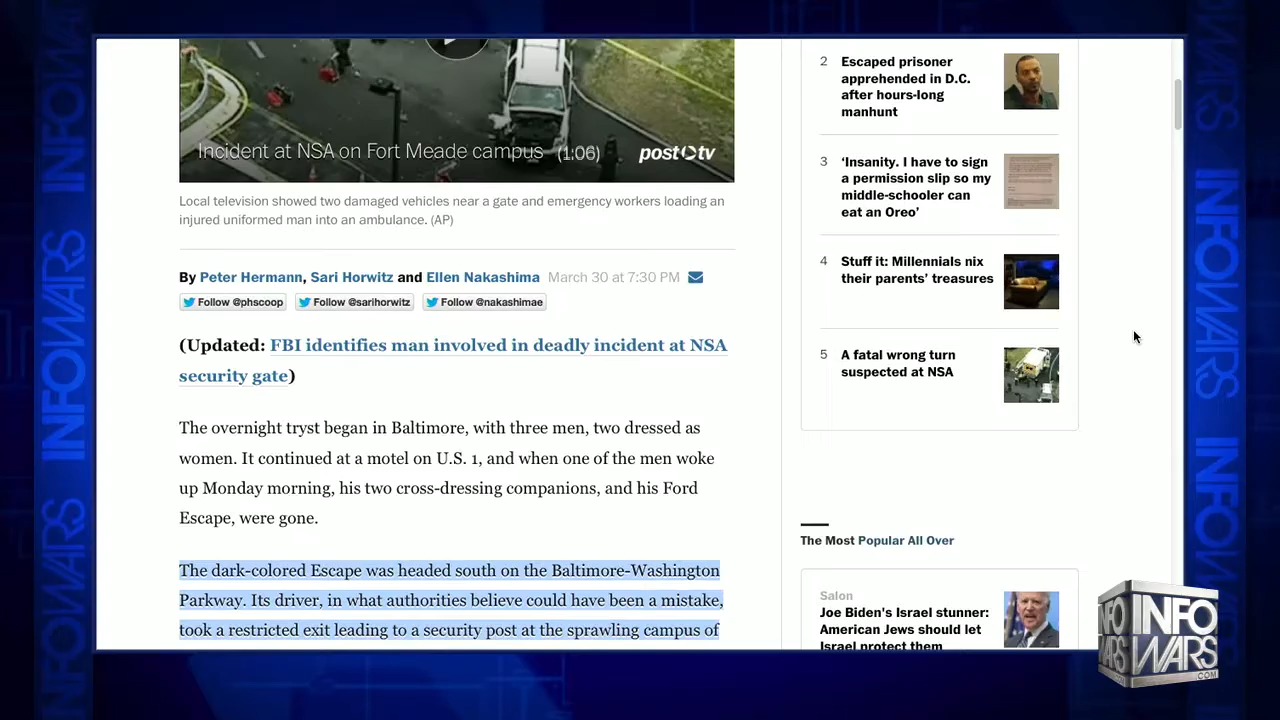 Incident at NSA on Fort Meade campus (1:06)
post tv
Local television showed two damaged vehicles near a gate and emergency workers loading an
injured uniformed man into an ambulance. (AP)
By Peter Hermann, Sari Horwitz and Ellen Nakashima March 30 at 7:30 PM
Follow @phscoop Follow @sarihorwitz Follow @nakashimae
(Updated: FBI identifies man involved in deadly incident at NSA
security gate)
The overnight tryst began in Baltimore, with three men, two dressed as
women. It continued at a motel on U.S. 1, and when one of the men woke
up Monday morning, his two cross-dressing companions, and his Ford
Escape, were gone.
The dark-colored Escape was headed south on the Baltimore-Washington
Parkway. Its driver, in what authorities believe could have been a mistake,
took a restricted exit leading to a security post at the sprawling campus of
2 Escaped prisoner
apprehended in D.C.
after hours-long
manhunt
3 ‘Insanity. I have to sign
a permission slip so my
middle-schooler can
eat an Oreo’
4 Stuff it: Millennials nix
their parents’ treasures
5 A fatal wrong turn
suspected at NSA
The Most Popular All Over
Salon
Joe Biden's Israel stunner:
American Jews should let
Israel protect them
INFOWARS
INFOWARS
INFOWARS
INFOWARS
INFO
WARS
.COM